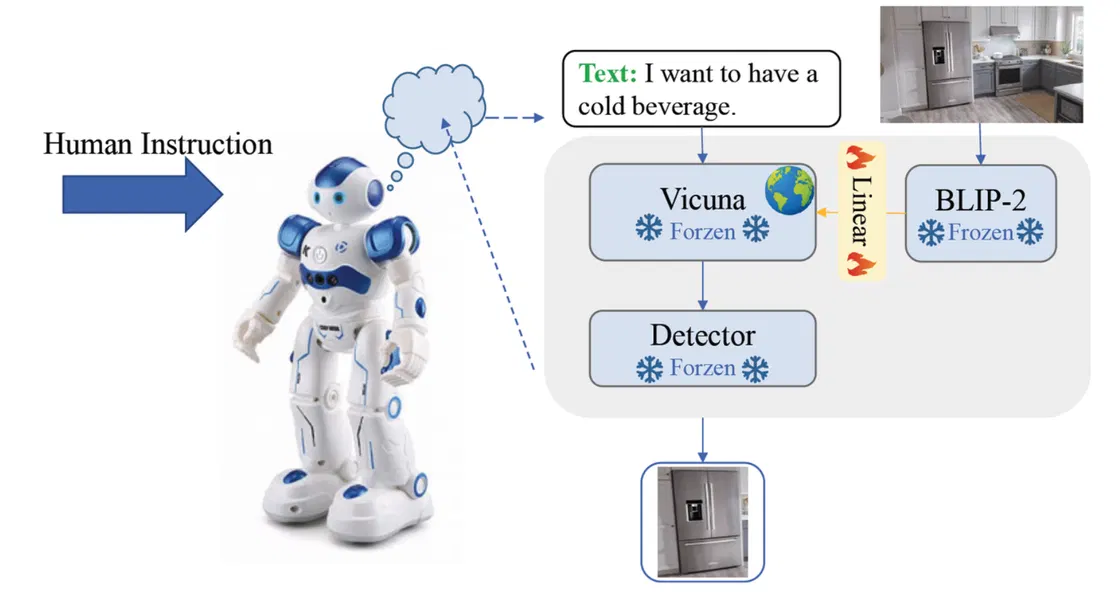 Human Instruction
Text: I want to have a
cold beverage.
Vicuna
Forzen
Linear
BLIP-2
Frozen
Detector
Forzen